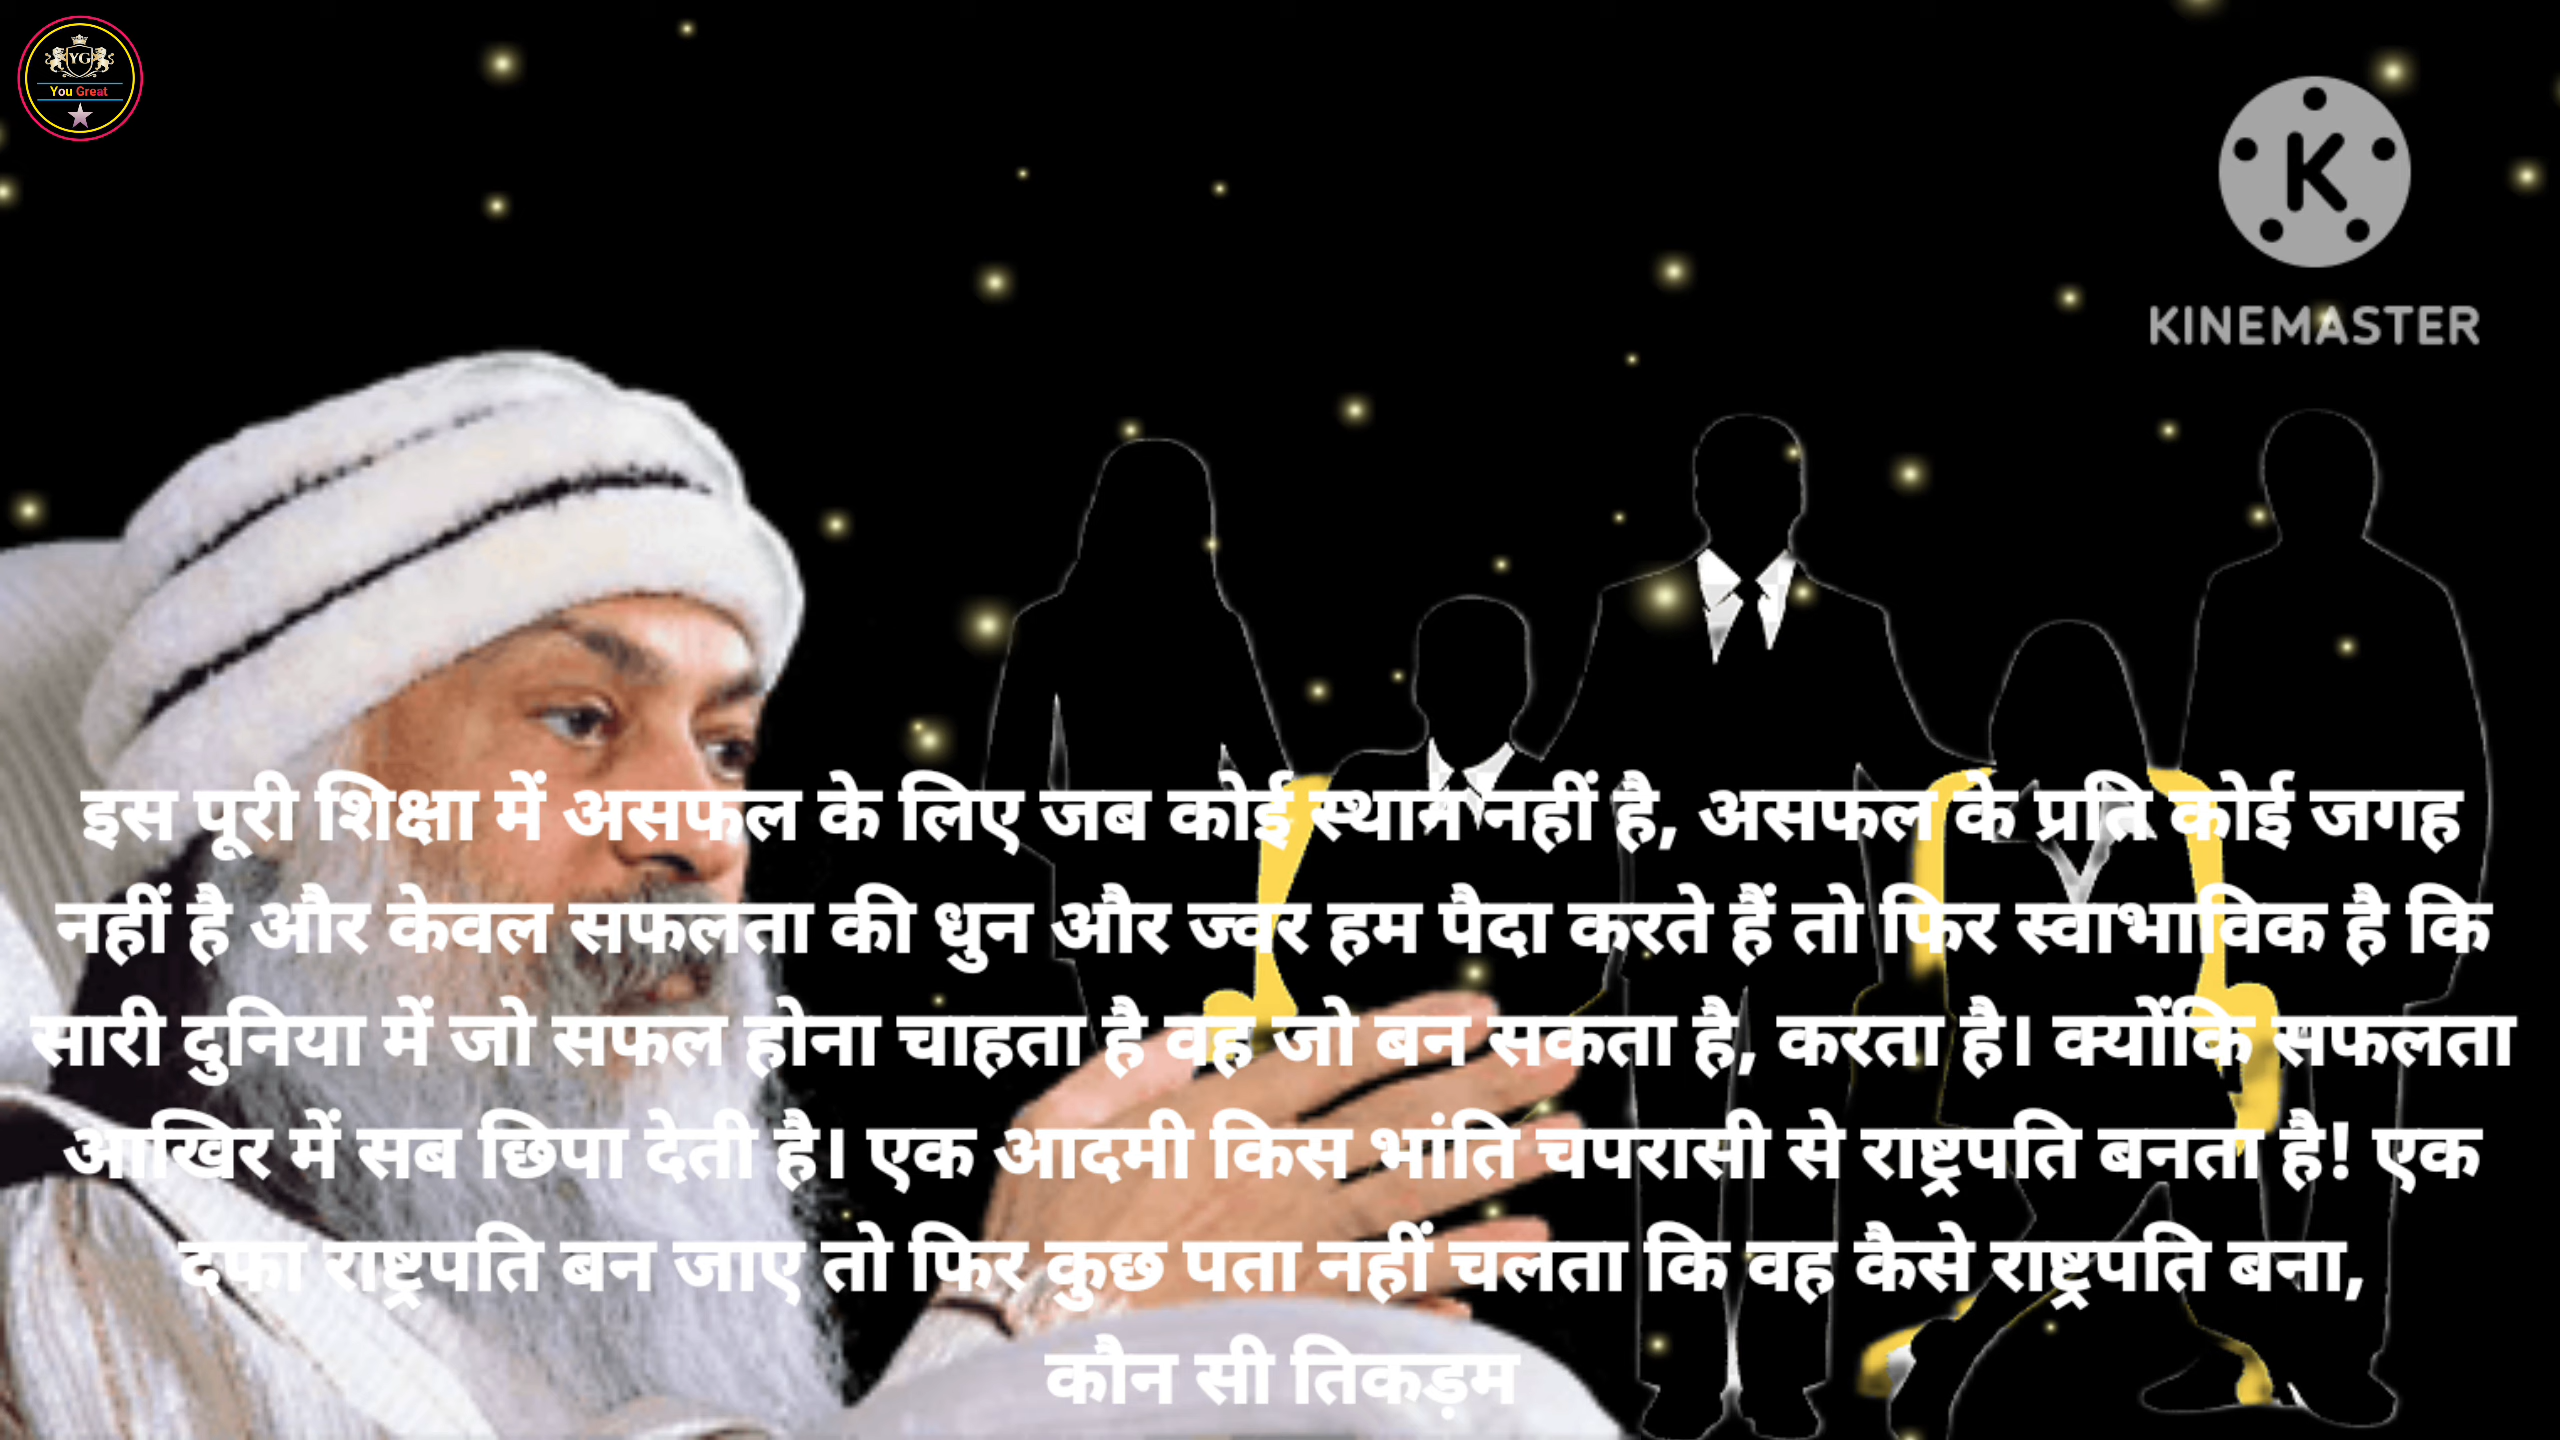 YG
You Great
K
KINEMASTER
इस पूरी शिक्षा में असफल के लिए जब कोई स्थान नहीं है, असफल के प्रति कोई जगह
नहीं है और केवल सफलता की धुन और ज्वर हम पैदा करते हैं तो फिर स्वाभाविक है कि
सारी दुनिया में जो सफल होना चाहता है वह जो बन सकता है, करता है। क्योंकि सफलता
आखिर में सब छिपा देती है। एक आदमी किस भांति चपरासी से राष्ट्रपति बनता है! एक
दफा राष्ट्रपति बन जाए तो फिर कुछ पता नहीं चलता कि वह कैसे राष्ट्रपति बना,
कौन सी तिकड़म